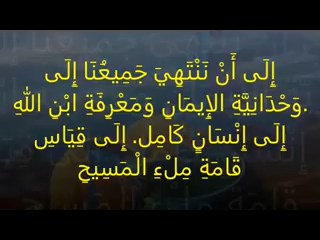 إِلَى أَنْ نَنْتَهِيَ جَمِيعُنَا إِلَى
وَحْدَانِيَّةِ الإِيمَانِ وَمَعْرِفَةِ ابْنِ اللهِ.
إِلَى إِنْسَانٍ كَامِل. إِلَى قِيَاسِ
قَامَةِ مِلْءِ الْمَسِيحِ